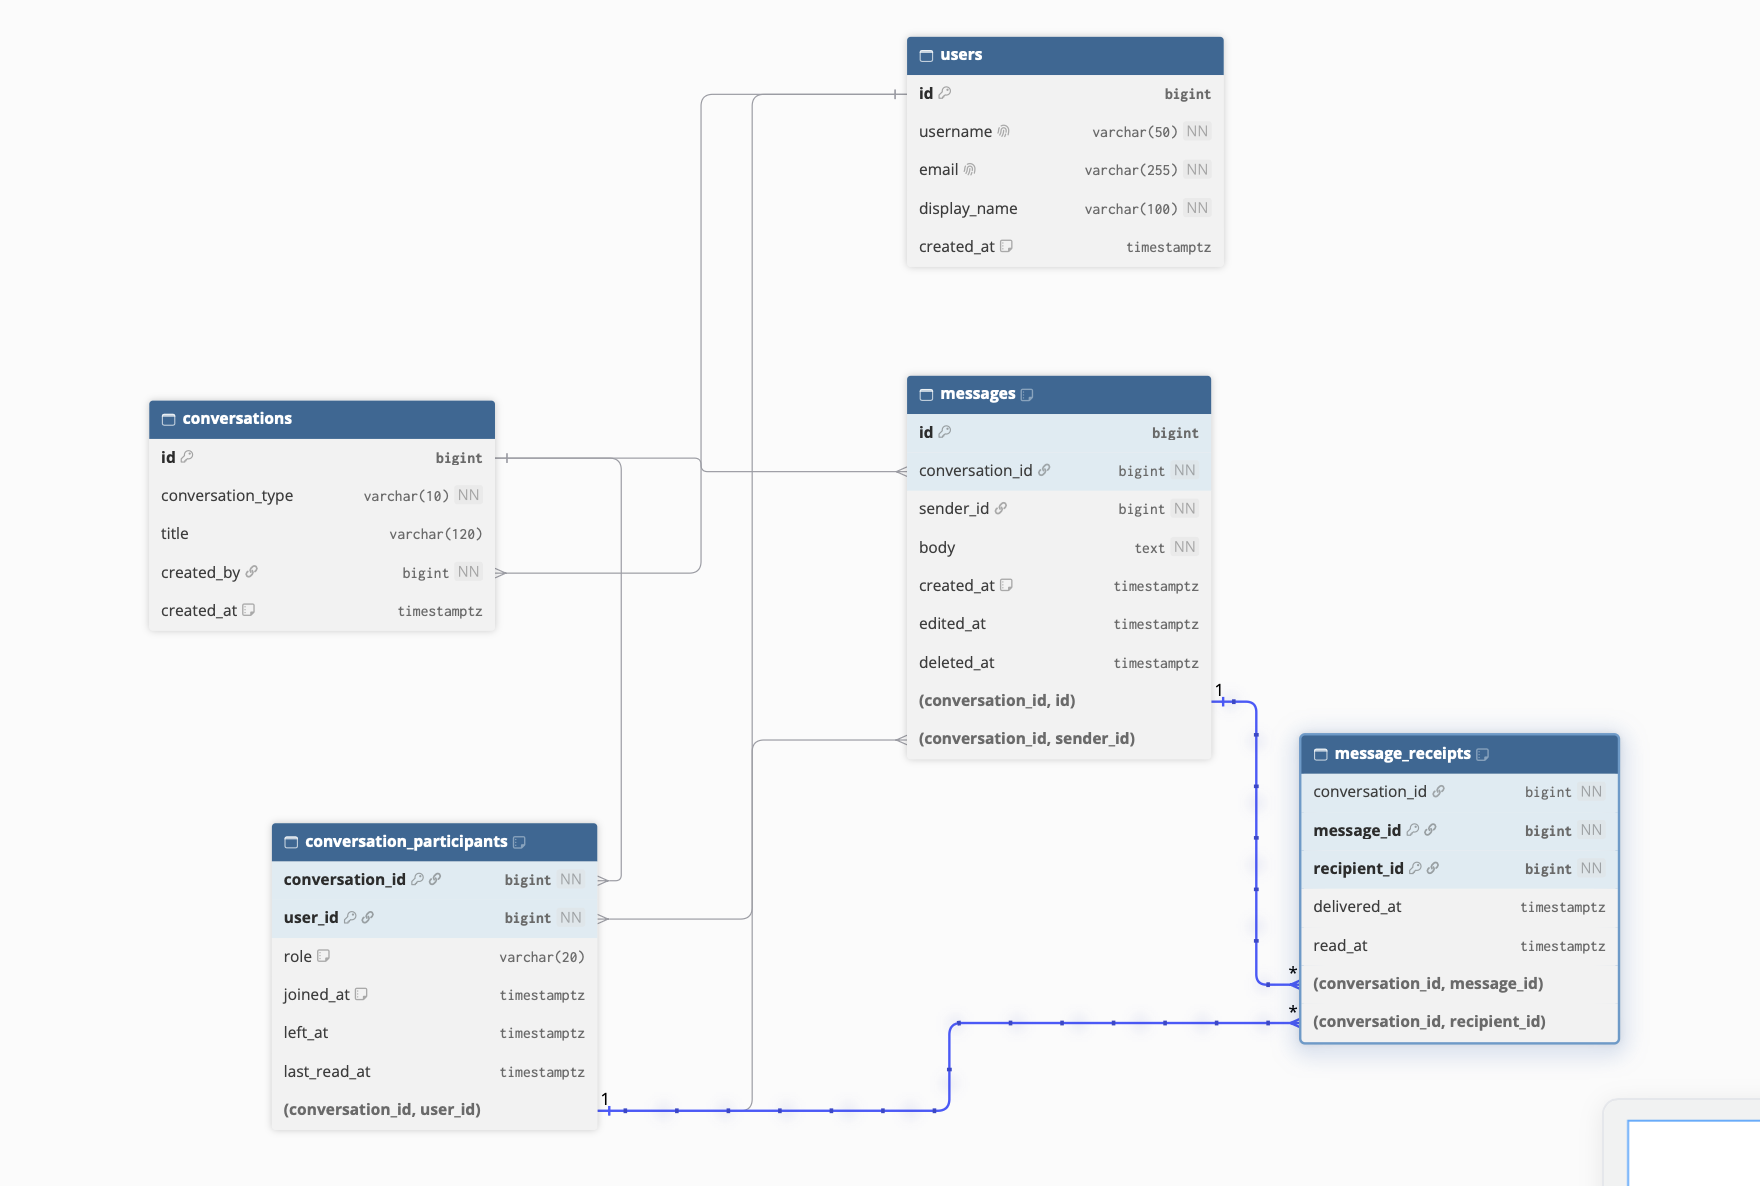 users
id bigint
username varchar(50) NN
email varchar(255) NN
display_name varchar(100) NN
created_at timestamptz
conversations
id bigint
conversation_type varchar(10) NN
title varchar(120)
created_by bigint NN
created_at timestamptz
messages
id bigint
conversation_id bigint NN
sender_id bigint NN
body text NN
created_at timestamptz
edited_at timestamptz
deleted_at timestamptz
(conversation_id, id)
1
(conversation_id, sender_id)
message_receipts
conversation_id bigint NN
message_id bigint NN
recipient_id bigint NN
delivered_at timestamptz
read_at timestamptz
*
(conversation_id, message_id)
*
(conversation_id, recipient_id)
conversation_participants
conversation_id bigint NN
user_id bigint NN
role varchar(20)
joined_at timestamptz
left_at timestamptz
last_read_at timestamptz
(conversation_id, user_id)
1